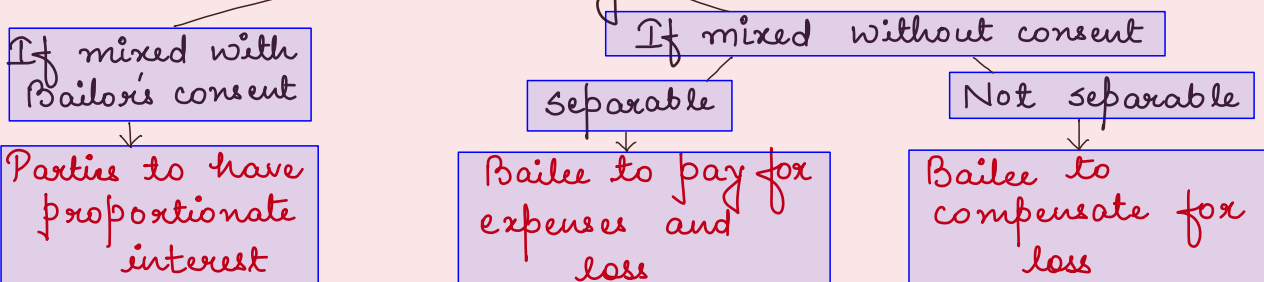 If mixed with
Bailor's consent
Parties to have
proportionate
interest
If mixed without consent
separable
Bailee to pay for
expenses and
loss
Not separable
Bailee to
compensate for
loss